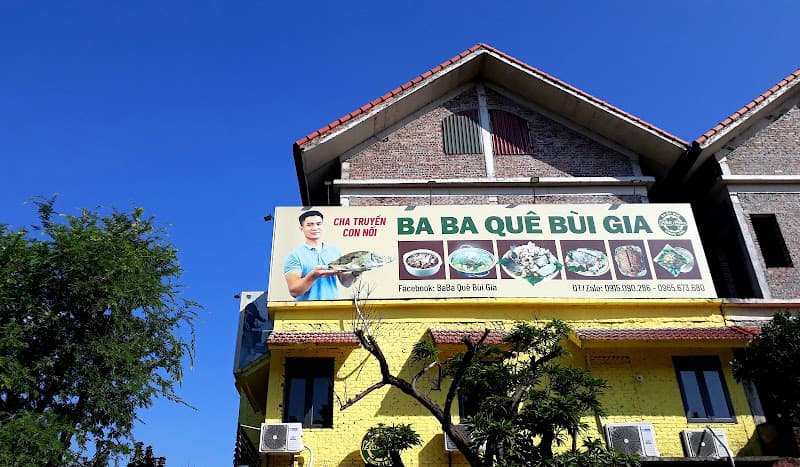 CHA TRUYỀN
CON NỐI
BA BA QUÊ BÙI GIA
Facebook: BaBa Quê Bùi Gia
ĐT/Zalo: 0915.090.286 - 0965.673.680